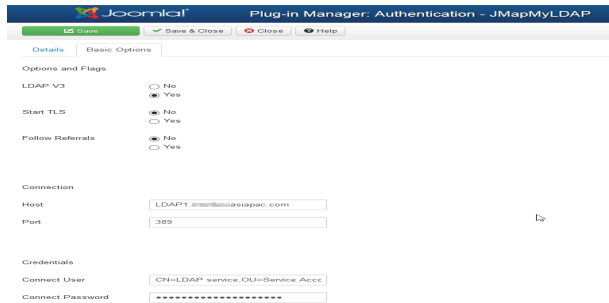 Joomla! Plug-in Manager: Authentication - JMapMyLDAP
Save Save & Close Close Help
Details Basic Options
Options and Flags
LDAP V3 No
Yes
Start TLS No
Yes
Follow Referrals No
Yes
Connection
Host LDAP1. asiapac.com
Port 389
Credentials
Connect User CN=LDAP service,OU=Service Acco
Connect Password ••••••••••••••••••••